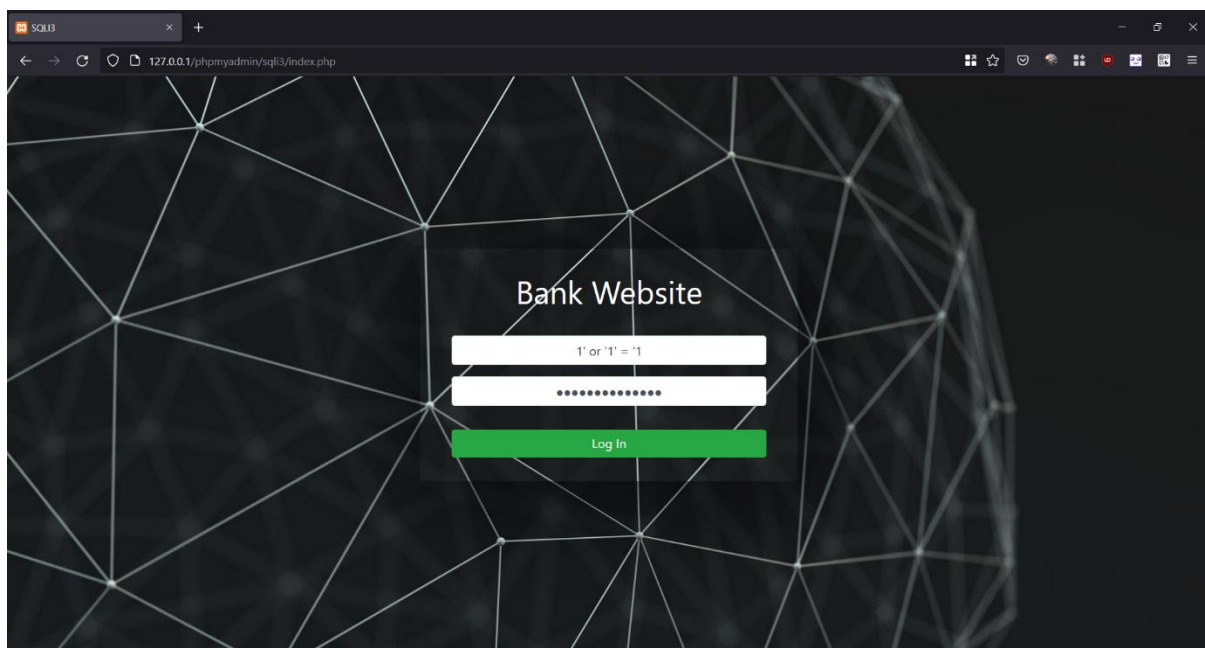 SQLI3
127.0.0.1/phpmyadmin/sqli3/index.php
Bank Website
1' or '1' = '1
••••••••••••••
Log In